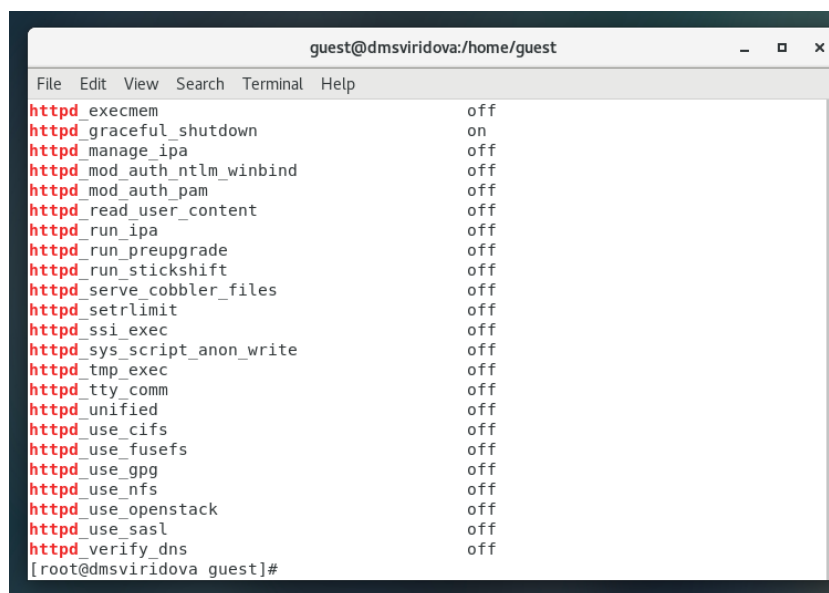 guest@dmsviridova:/home/guest
File Edit View Search Terminal Help
httpd_execmem off
httpd_graceful_shutdown on
httpd_manage_ipa off
httpd_mod_auth_ntlm_winbind off
httpd_mod_auth_pam off
httpd_read_user_content off
httpd_run_ipa off
httpd_run_preupgrade off
httpd_run_stickshift off
httpd_serve_cobbler_files off
httpd_setrlimit off
httpd_ssi_exec off
httpd_sys_script_anon_write off
httpd_tmp_exec off
httpd_tty_comm off
httpd_unified off
httpd_use_cifs off
httpd_use_fusefs off
httpd_use_gpg off
httpd_use_nfs off
httpd_use_openstack off
httpd_use_sasl off
httpd_verify_dns off
[root@dmsviridova guest]#